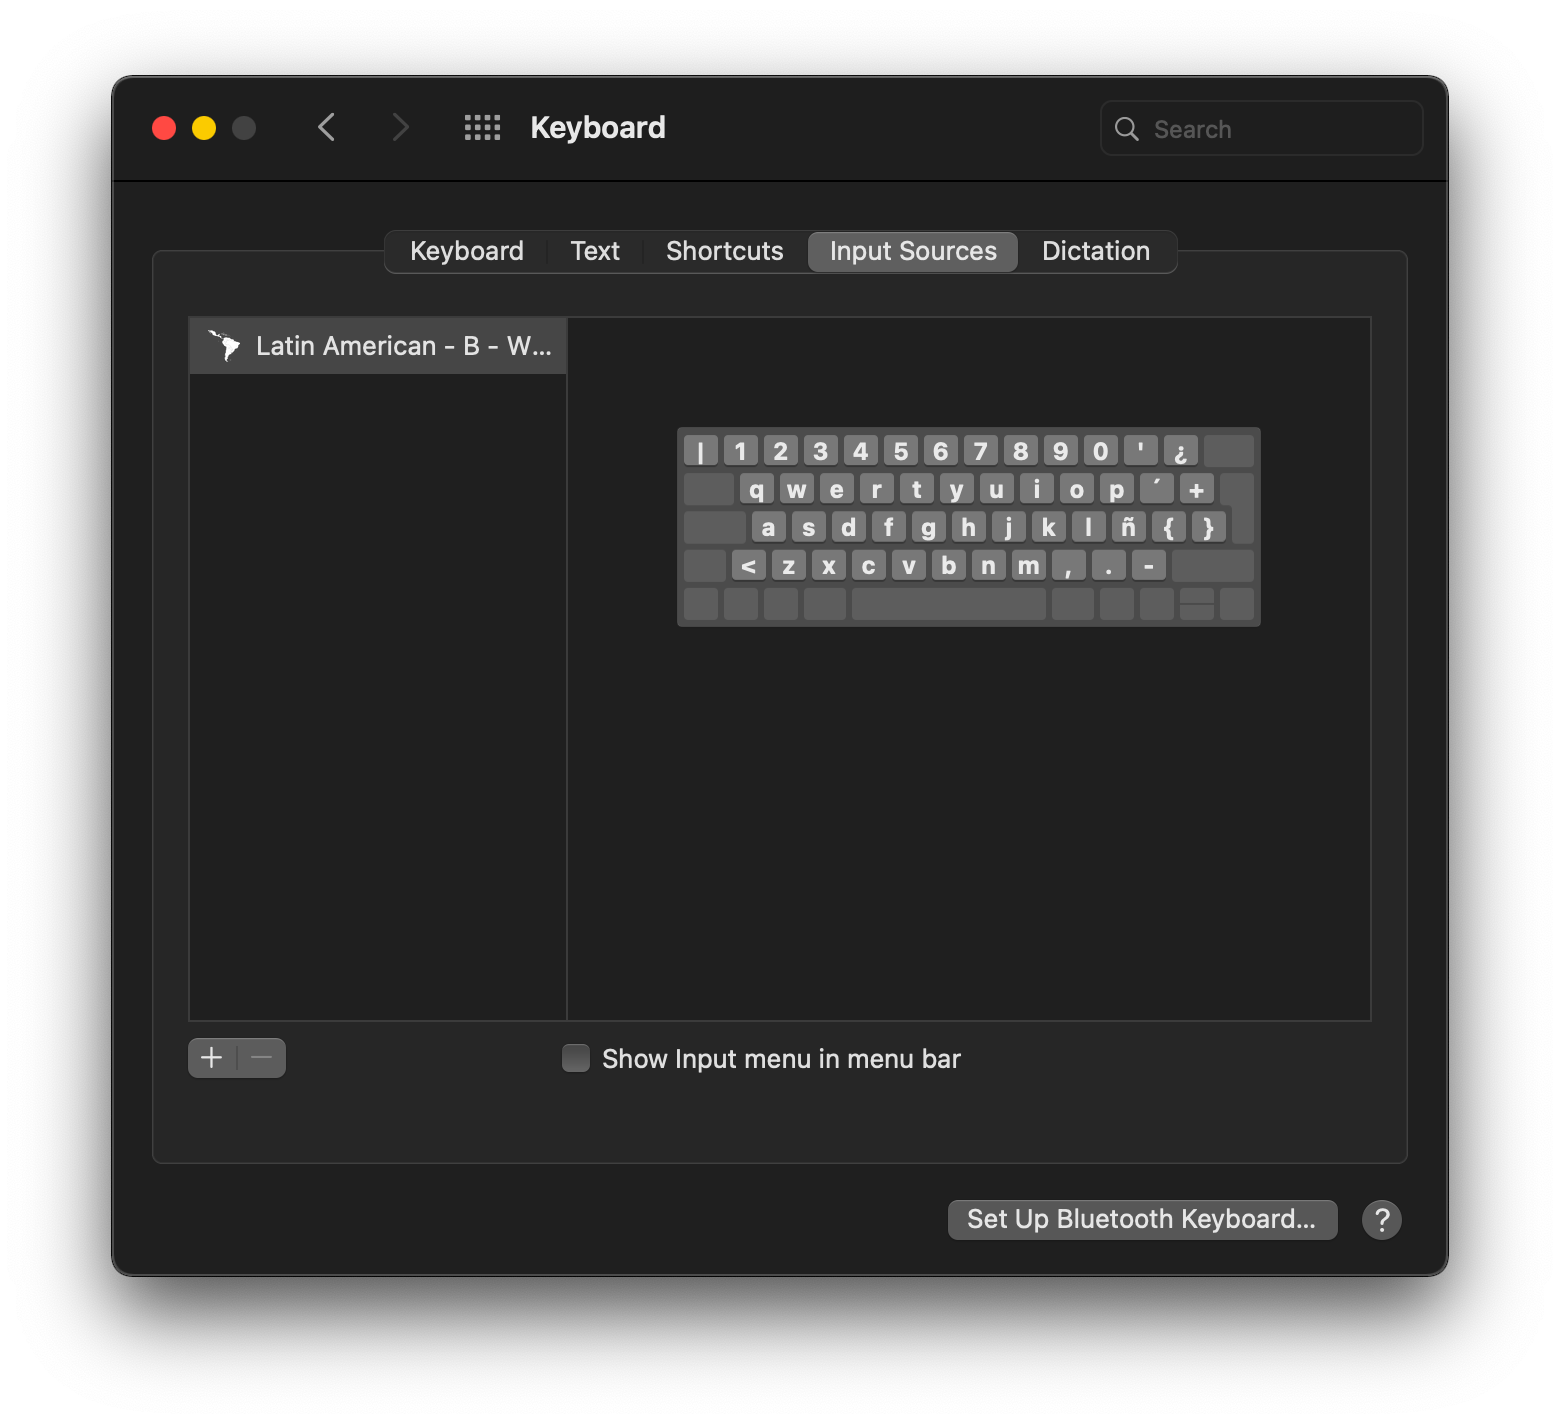 Keyboard
Search
Keyboard Text Shortcuts Input Sources Dictation
Latin American - B - W...
| 1 2 3 4 5 6 7 8 9 0 ' ¿
q w e r t y u i o p ´ +
a s d f g h j k l ñ { }
< z x c v b n m , . -
Show Input menu in menu bar
Set Up Bluetooth Keyboard...
?